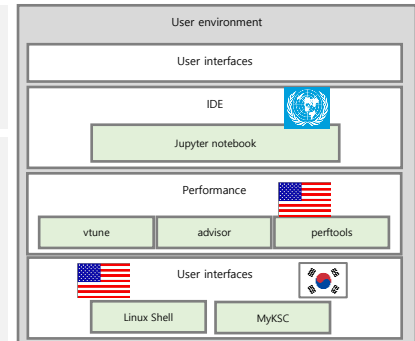 User environment
User interfaces
IDE
Jupyter notebook
Performance
vtune advisor perftools
User interfaces
Linux Shell MyKSC